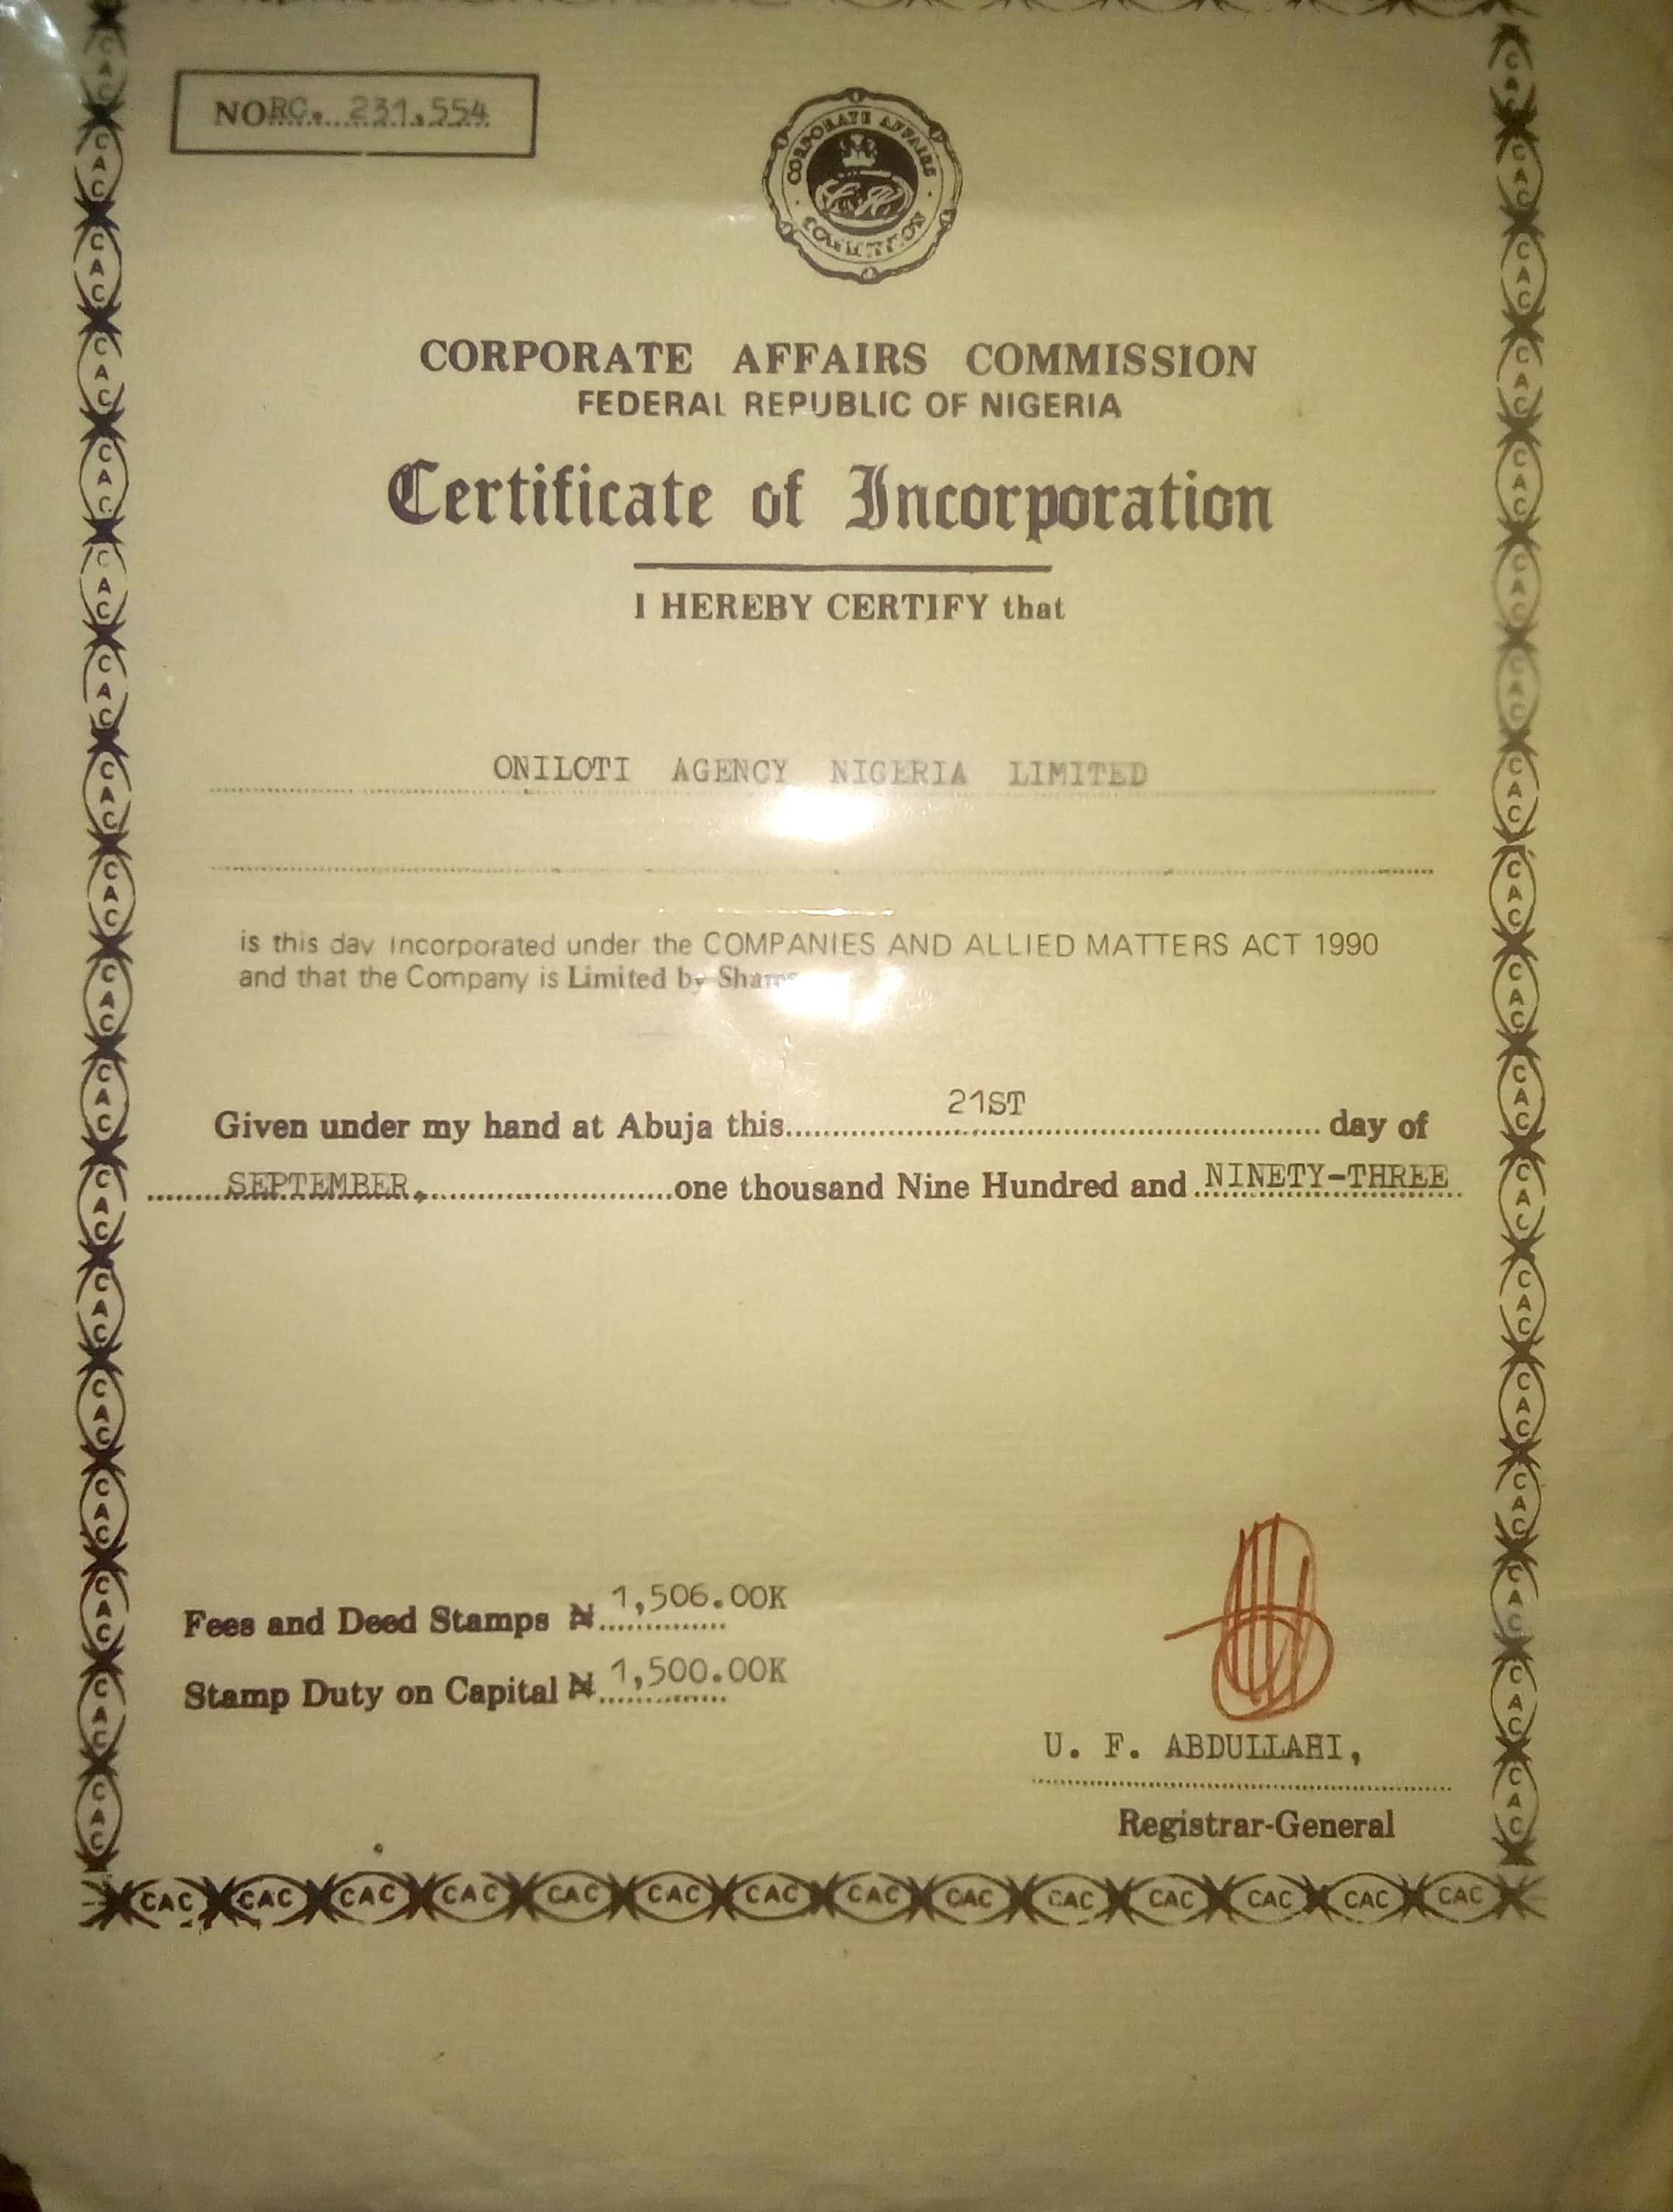 NO RC. 231.554
CORPORATE AFFAIRS COMMISSION
CORPORATE AFFAIRS COMMISSION
FEDERAL REPUBLIC OF NIGERIA
Certificate of Incorporation
I HEREBY CERTIFY that
ONILOTI AGENCY NIGERIA LIMITED
is this day Incorporated under the COMPANIES AND ALLIED MATTERS ACT 1990
and that the Company is Limited by Shares
Given under my hand at Abuja this 21ST day of
SEPTEMBER, one thousand Nine Hundred and NINETY-THREE
Fees and Deed Stamps ₦ 1,506.00K
Stamp Duty on Capital ₦ 1,500.00K
U. F. ABDULLAHI,
Registrar-General
CAC CAC CAC CAC CAC CAC CAC CAC CAC CAC CAC CAC CAC CAC